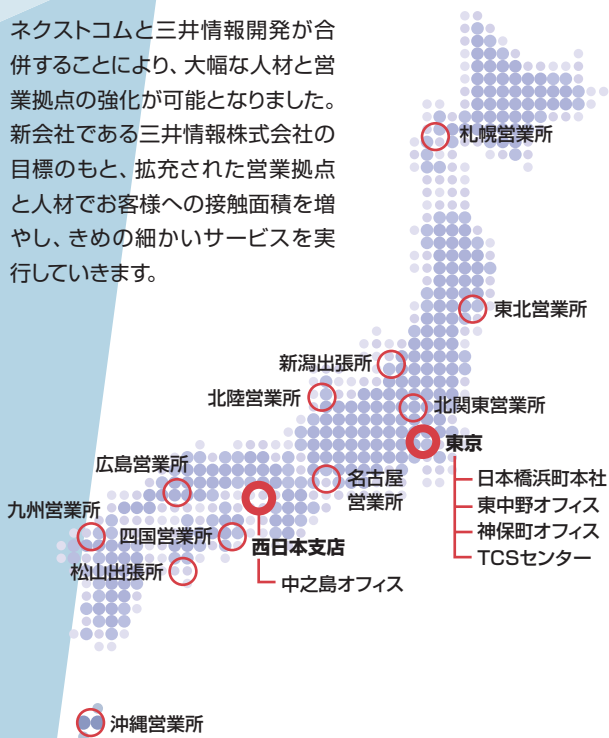 ネクストコムと三井情報開発が合
併することにより、大幅な人材と営
業拠点の強化が可能となりました。
新会社である三井情報株式会社の
目標のもと、拡充された営業拠点
と人材でお客様への接触面積を増
やし、きめの細かいサービスを実
行していきます。
札幌営業所
東北営業所
新潟出張所
北陸営業所
北関東営業所
東京
日本橋浜町本社
東中野オフィス
神保町オフィス
TCSセンター
名古屋
営業所
広島営業所
九州営業所
四国営業所
西日本支店
中之島オフィス
松山出張所
沖縄営業所